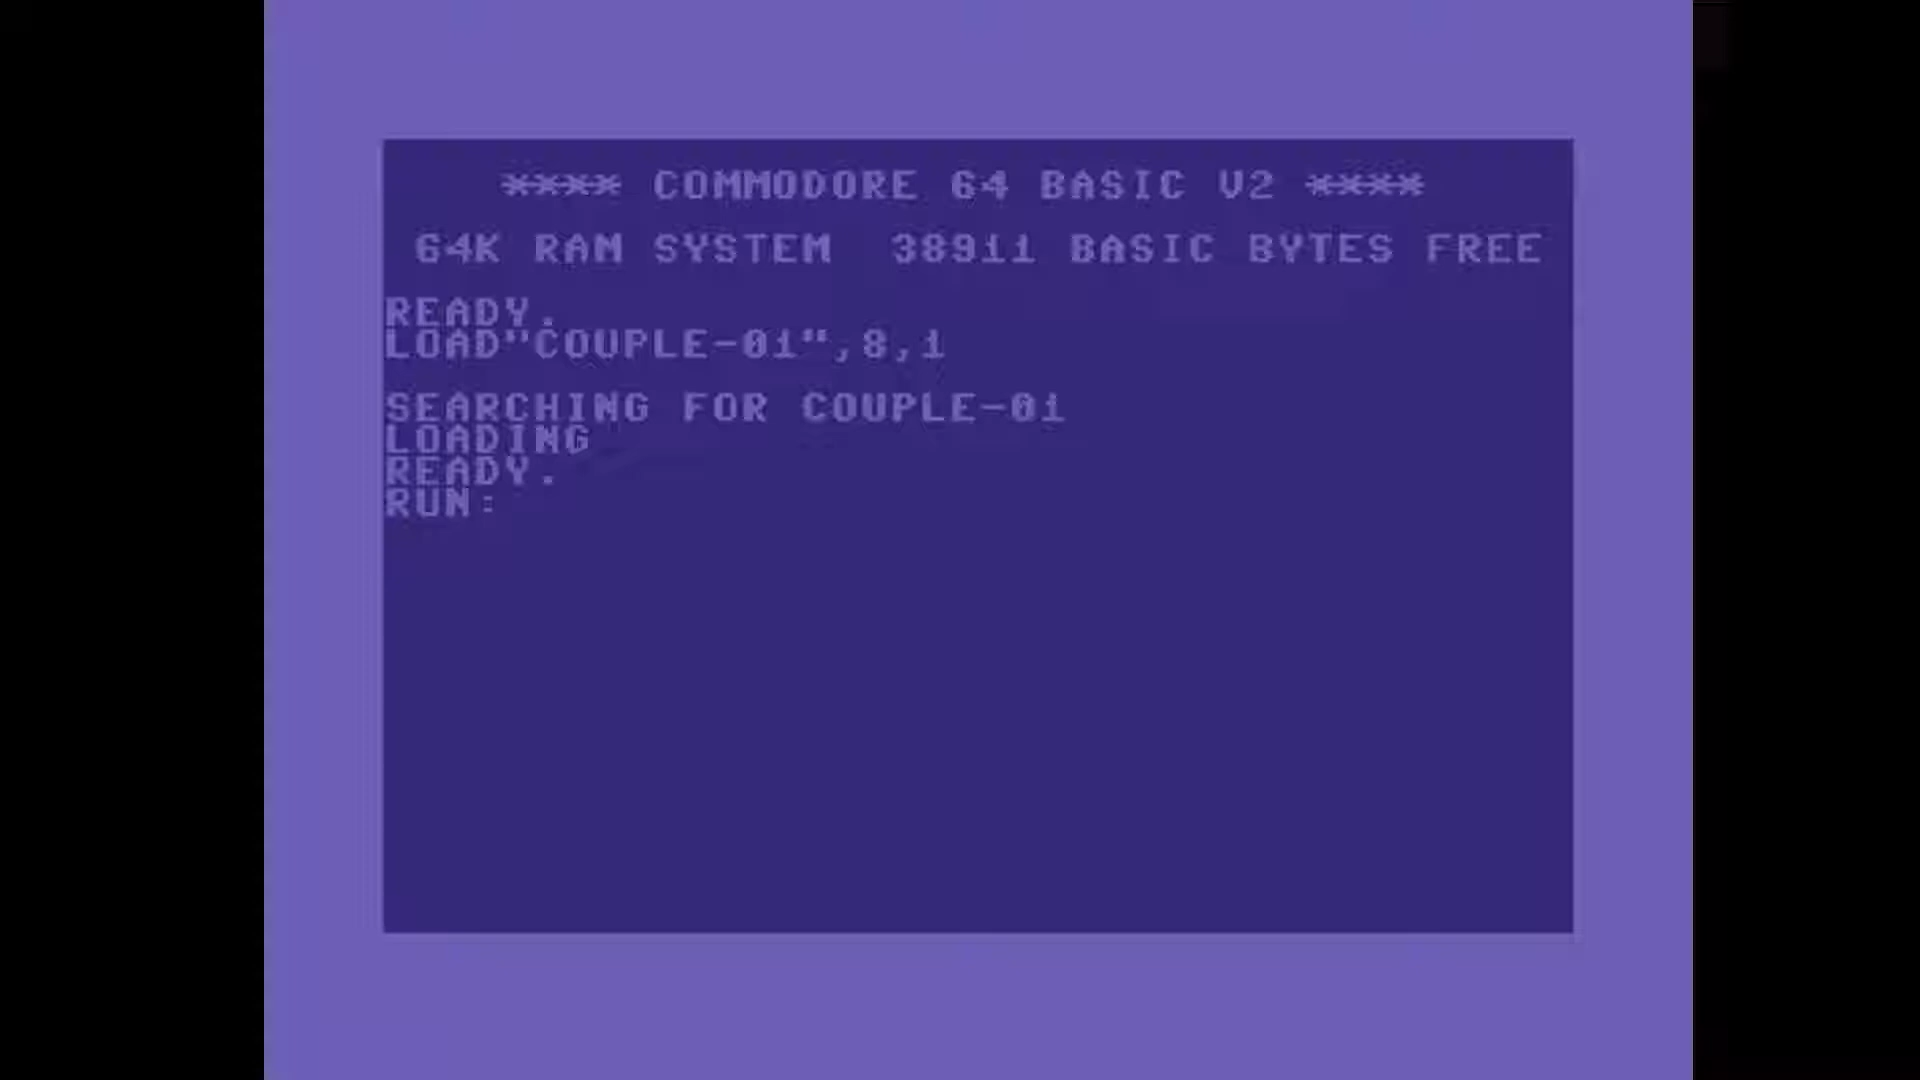 **** COMMODORE 64 BASIC V2 ****
64K RAM SYSTEM  38911 BASIC BYTES FREE
READY.
LOAD"COUPLE-01",8,1
SEARCHING FOR COUPLE-01
LOADING
READY.
RUN: